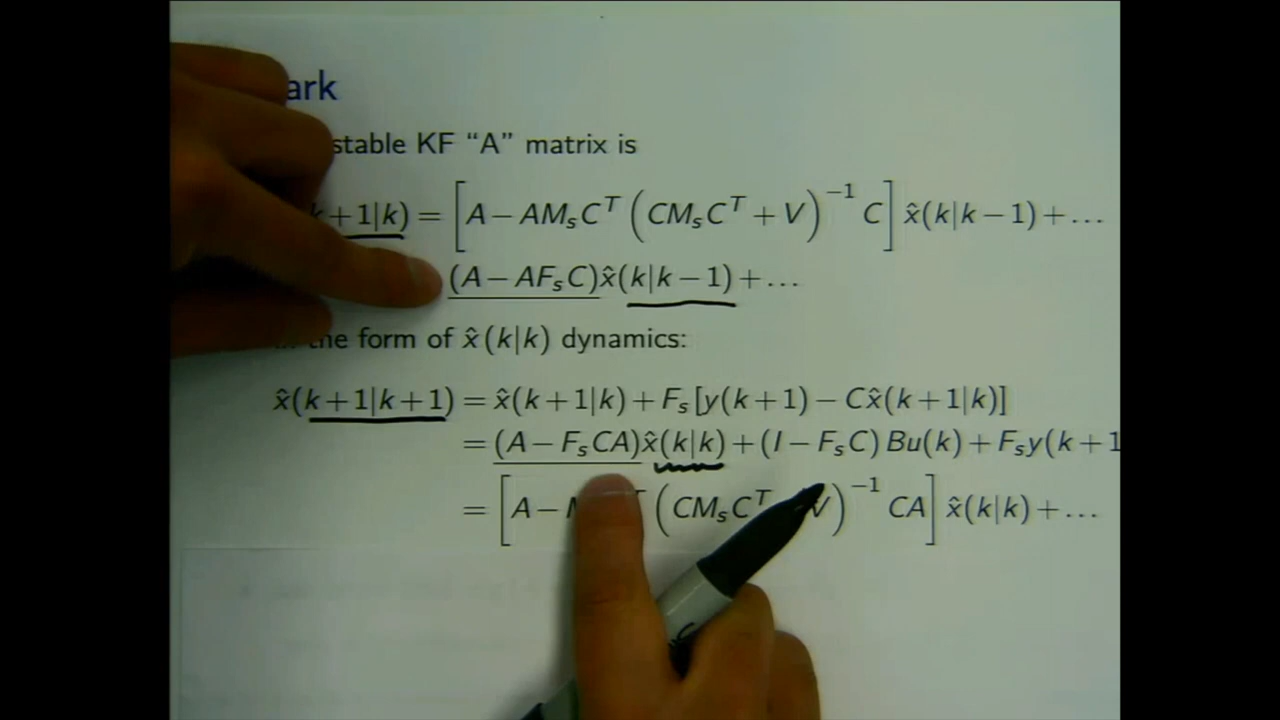 ark
stable KF “A” matrix is
k+1|k) = [A − AM_sC^T (CM_sC^T + V)^{−1} C] x̂(k|k−1) + …
(A − AF_sC)x̂(k|k−1) + …
the form of x̂(k|k) dynamics:
x̂(k+1|k+1) = x̂(k+1|k) + F_s[y(k+1) − Cx̂(k+1|k)]
= (A − F_sCA)x̂(k|k) + (I − F_sC)Bu(k) + F_sy(k+1
= [A − (CM_sC^T V)^{−1} CA] x̂(k|k) + …